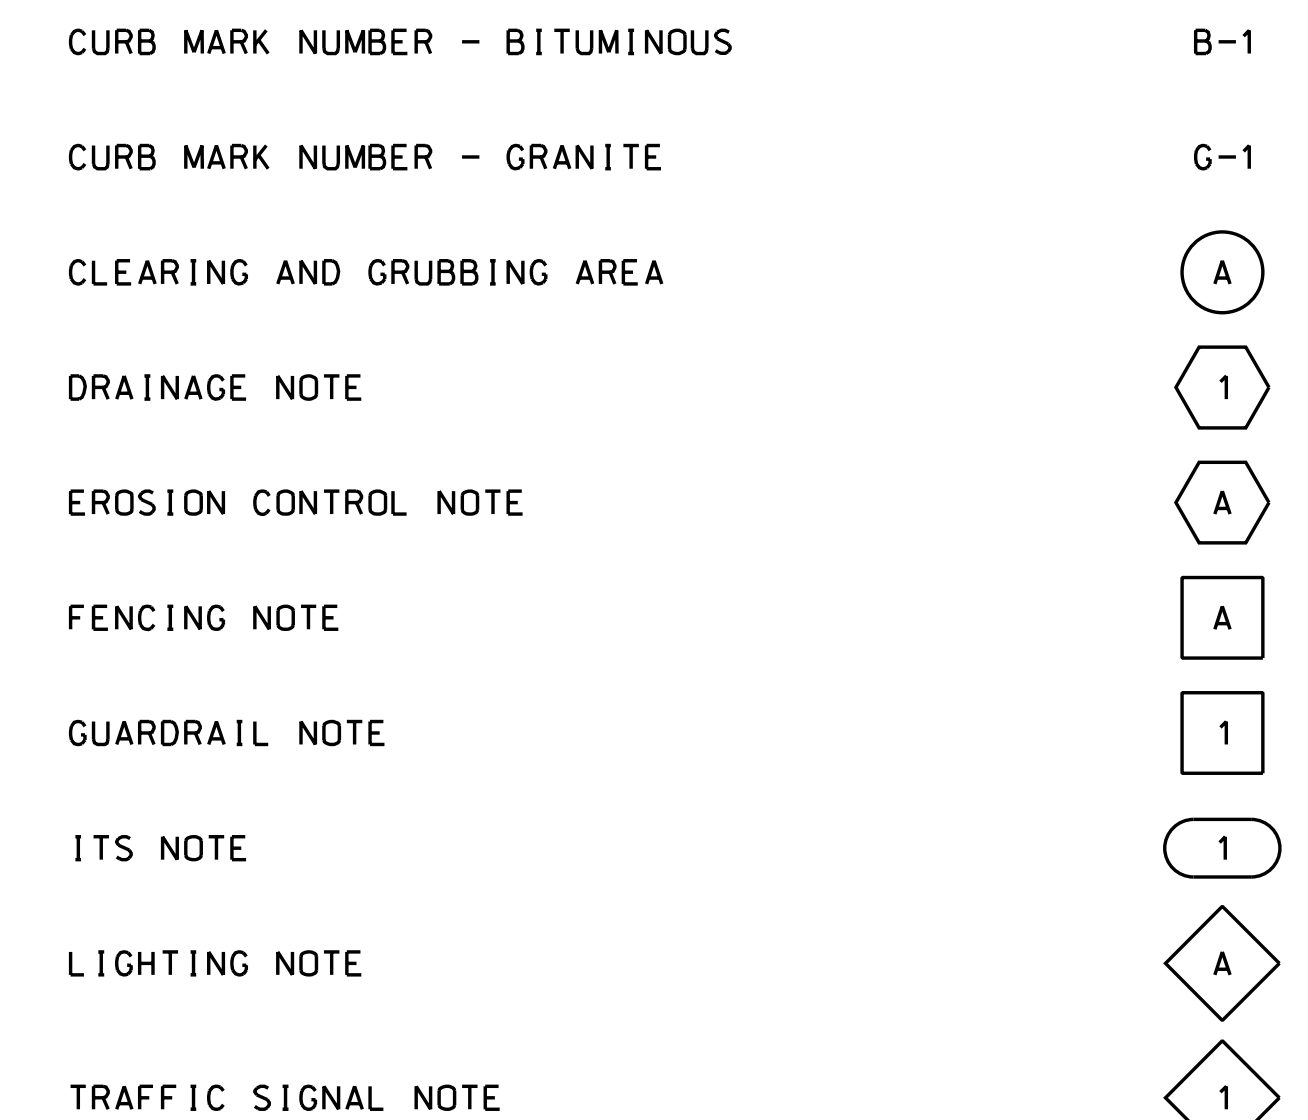 CURB MARK NUMBER - BITUMINOUS B-1
CURB MARK NUMBER - GRANITE G-1
CLEARING AND GRUBBING AREA A
DRAINAGE NOTE 1
EROSION CONTROL NOTE A
FENCING NOTE A
GUARDRAIL NOTE 1
ITS NOTE 1
LIGHTING NOTE A
TRAFFIC SIGNAL NOTE 1